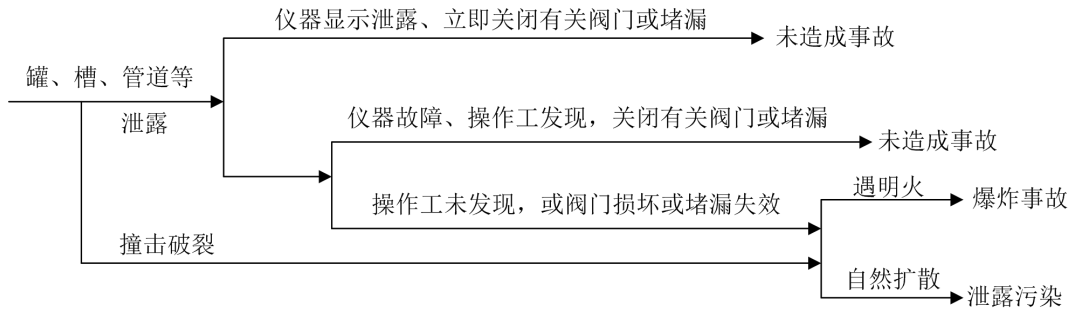 仪器显示泄露、立即关闭有关阀门或堵漏
未造成事故
罐、槽、管道等
泄露
仪器故障、操作工发现，关闭有关阀门或堵漏
未造成事故
遇明火
爆炸事故
操作工未发现，或阀门损坏或堵漏失效
撞击破裂
自然扩散
泄露污染